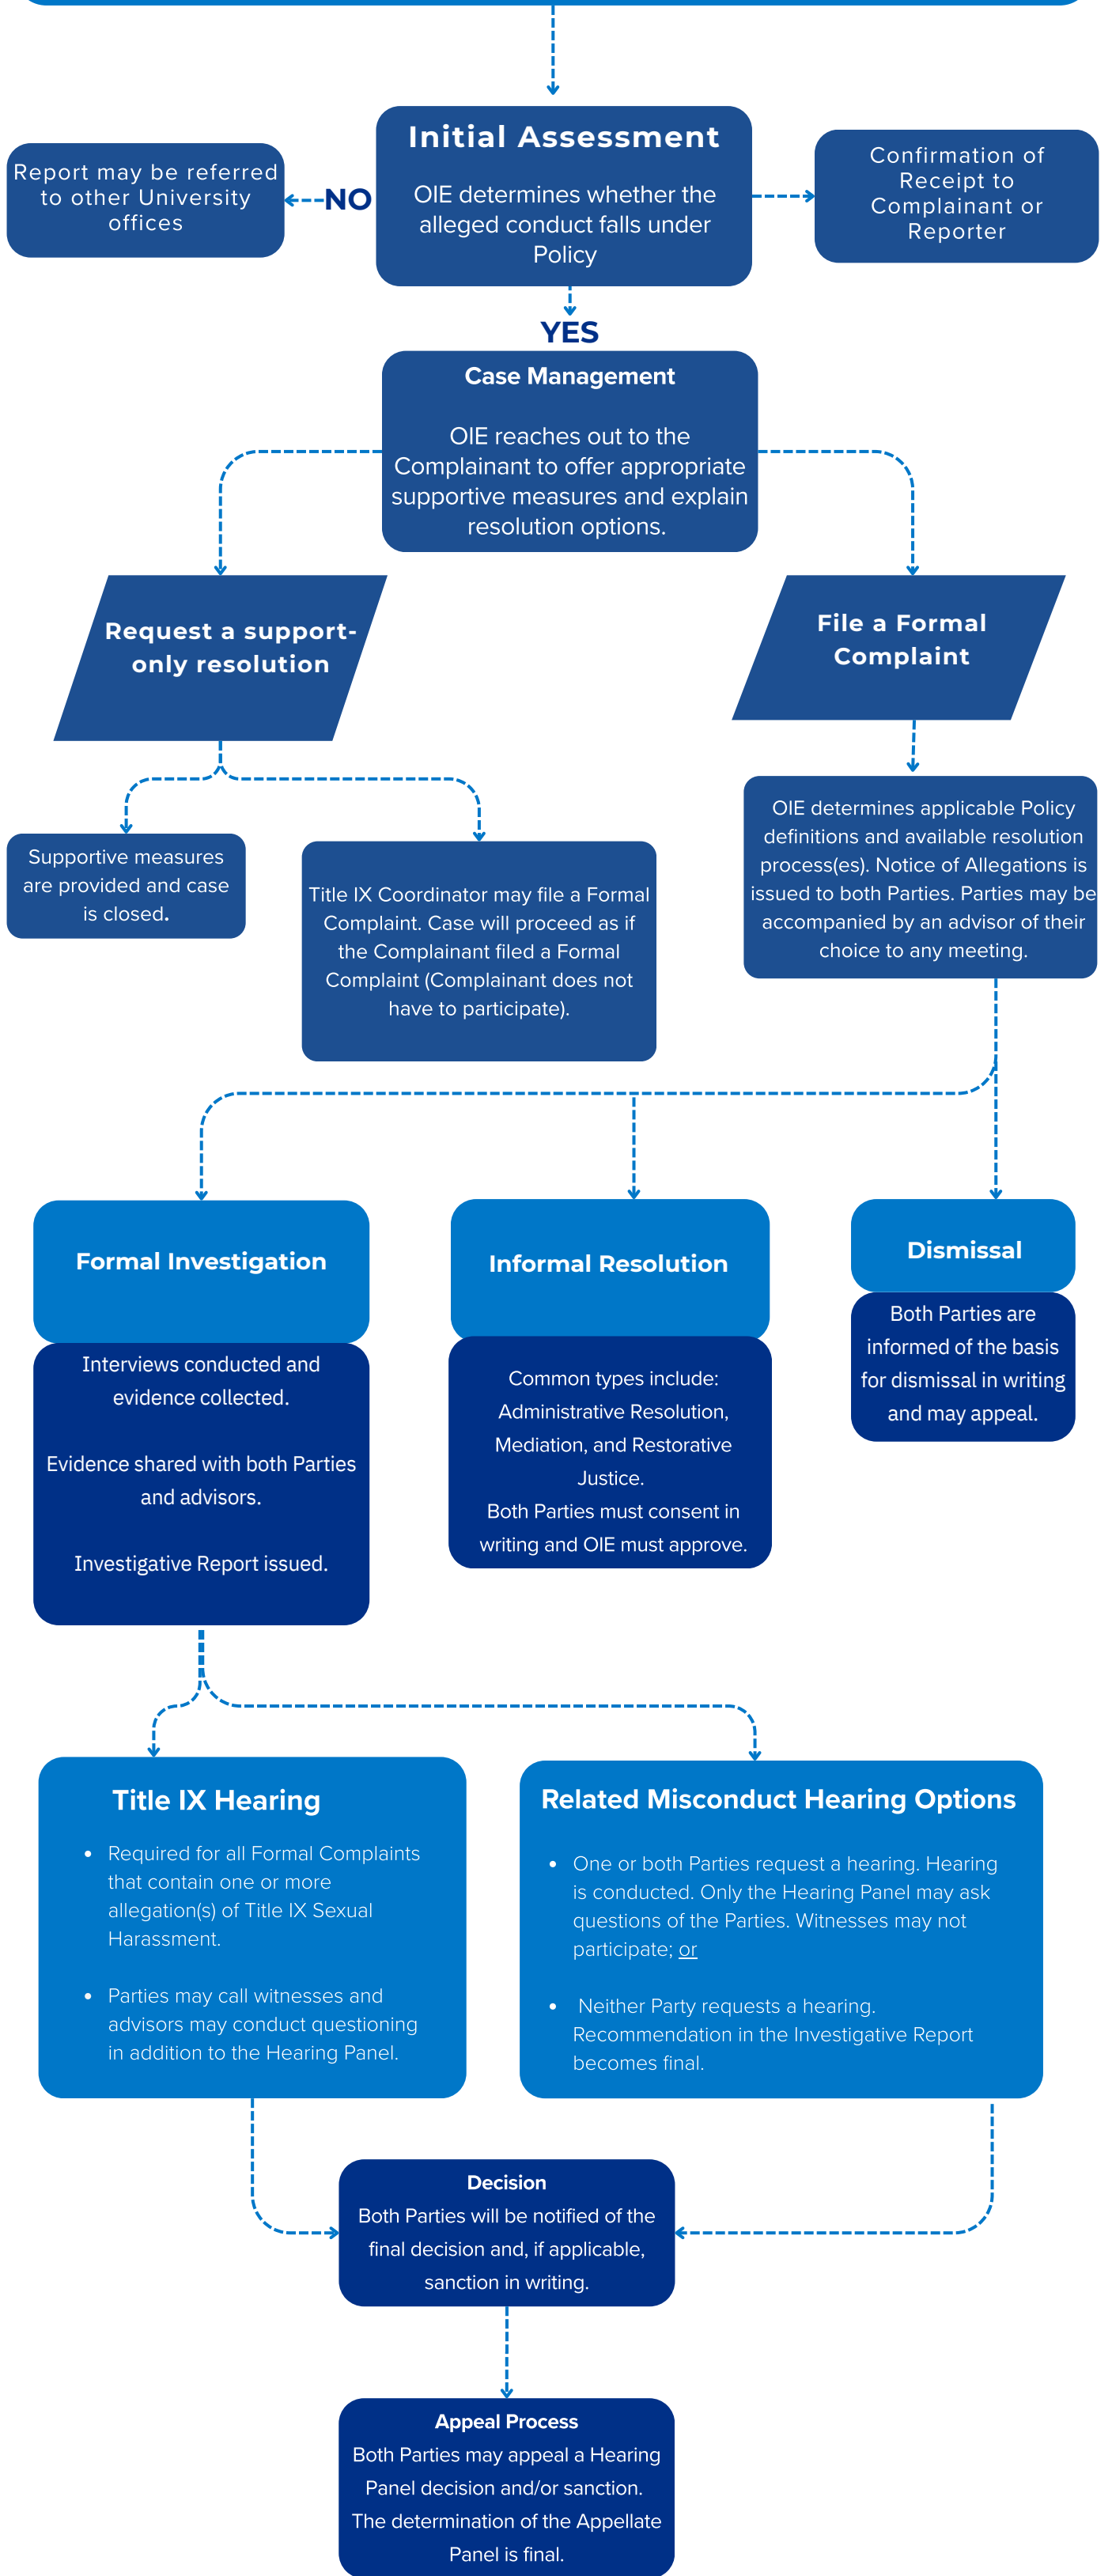 Initial Assessment
OIE determines whether the
alleged conduct falls under
Policy
Report may be referred
to other University
offices
NO
Confirmation of
Receipt to
Complainant or
Reporter
YES
Case Management
OIE reaches out to the
Complainant to offer appropriate
supportive measures and explain
resolution options.
Request a support-
only resolution
File a Formal
Complaint
Supportive measures
are provided and case
is closed.
Title IX Coordinator may file a Formal
Complaint. Case will proceed as if
the Complainant filed a Formal
Complaint (Complainant does not
have to participate).
OIE determines applicable Policy
definitions and available resolution
process(es). Notice of Allegations is
issued to both Parties. Parties may be
accompanied by an advisor of their
choice to any meeting.
Formal Investigation
Interviews conducted and
evidence collected.
Evidence shared with both Parties
and advisors.
Investigative Report issued.
Informal Resolution
Common types include:
Administrative Resolution,
Mediation, and Restorative
Justice.
Both Parties must consent in
writing and OIE must approve.
Dismissal
Both Parties are
informed of the basis
for dismissal in writing
and may appeal.
Title IX Hearing
• Required for all Formal Complaints
that contain one or more
allegation(s) of Title IX Sexual
Harassment.
• Parties may call witnesses and
advisors may conduct questioning
in addition to the Hearing Panel.
Related Misconduct Hearing Options
• One or both Parties request a hearing. Hearing
is conducted. Only the Hearing Panel may ask
questions of the Parties. Witnesses may not
participate; or
• Neither Party requests a hearing.
Recommendation in the Investigative Report
becomes final.
Decision
Both Parties will be notified of the
final decision and, if applicable,
sanction in writing.
Appeal Process
Both Parties may appeal a Hearing
Panel decision and/or sanction.
The determination of the Appellate
Panel is final.